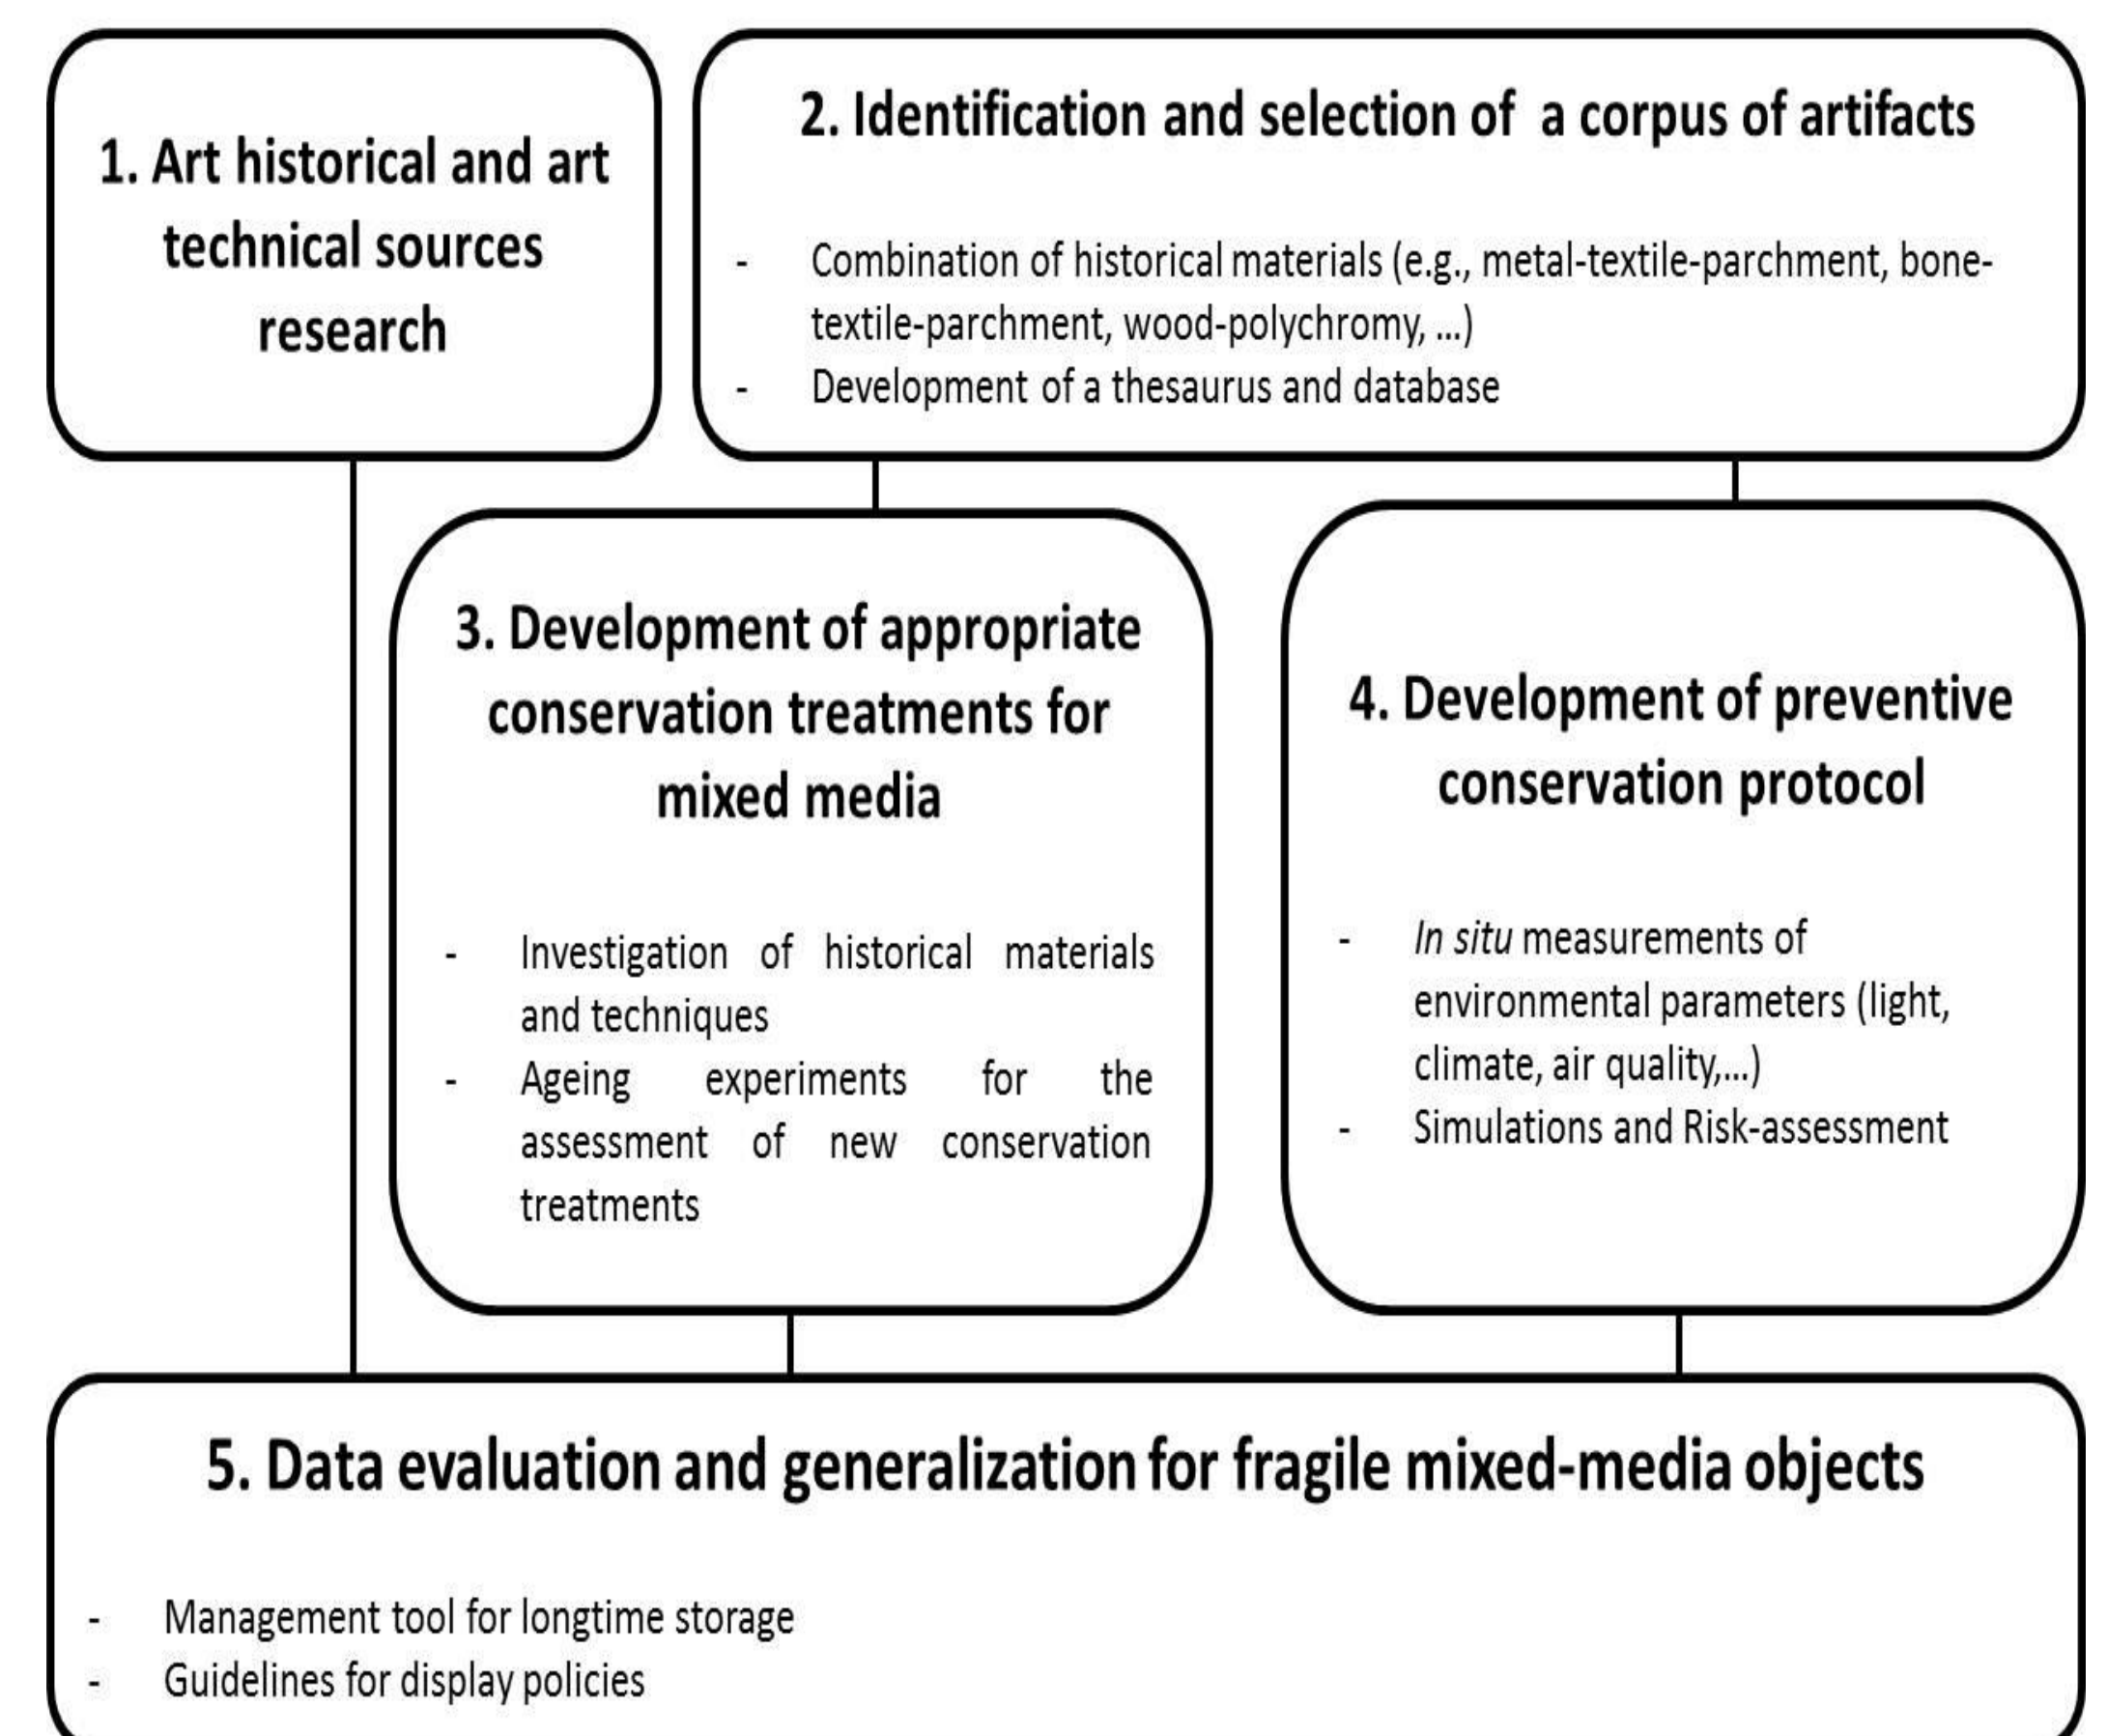 1. Art historical and art
technical sources
research
2. Identification and selection of a corpus of artifacts
- Combination of historical materials (e.g., metal-textile-parchment, bone-
textile-parchment, wood-polychromy, ...)
- Development of a thesaurus and database
3. Development of appropriate
conservation treatments for
mixed media
- Investigation of historical materials
and techniques
- Ageing experiments for the
assessment of new conservation
treatments
4. Development of preventive
conservation protocol
- In situ measurements of
environmental parameters (light,
climate, air quality,...)
- Simulations and Risk-assessment
5. Data evaluation and generalization for fragile mixed-media objects
- Management tool for longtime storage
- Guidelines for display policies